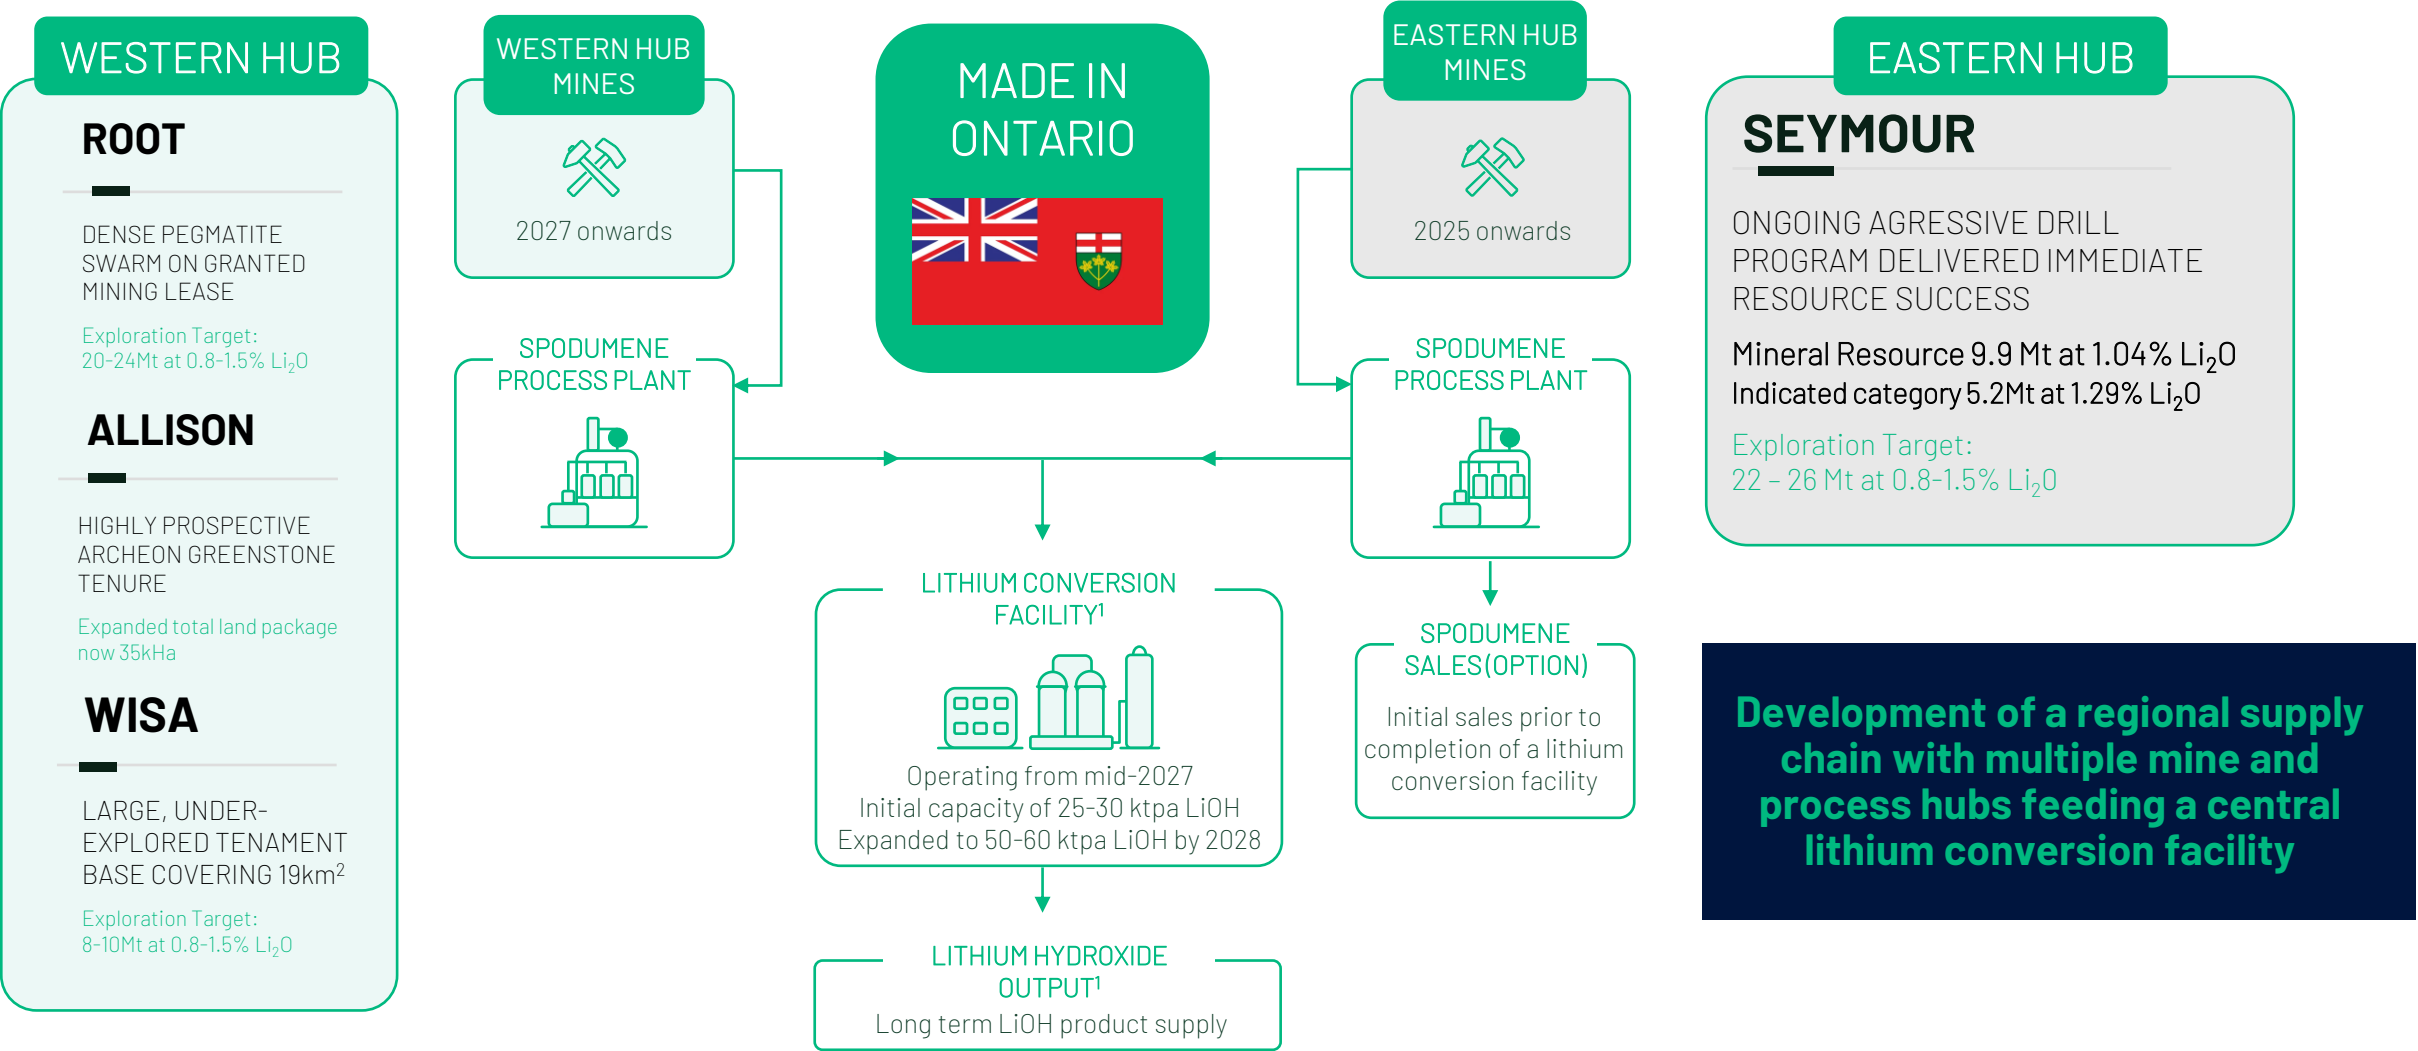 WESTERN HUB
ROOT
DENSE PEGMATITE
SWARM ON GRANTED
MINING LEASE
Exploration Target:
20-24Mt at 0.8-1.5% Li₂O
ALLISON
HIGHLY PROSPECTIVE
ARCHEON GREENSTONE
TENURE
Expanded total land package
now 35kHa
WISA
LARGE, UNDER-
EXPLORED TENAMENT
BASE COVERING 19km²
Exploration Target:
8-10Mt at 0.8-1.5% Li₂O
WESTERN HUB
MINES
2027 onwards
SPODUMENE
PROCESS PLANT
MADE IN
ONTARIO
LITHIUM CONVERSION
FACILITY¹
Operating from mid-2027
Initial capacity of 25-30 ktpa LiOH
Expanded to 50-60 ktpa LiOH by 2028
LITHIUM HYDROXIDE
OUTPUT¹
Long term LiOH product supply
EASTERN HUB
MINES
2025 onwards
SPODUMENE
PROCESS PLANT
SPODUMENE
SALES (OPTION)
Initial sales prior to
completion of a lithium
conversion facility
EASTERN HUB
SEYMOUR
ONGOING AGRESSIVE DRILL
PROGRAM DELIVERED IMMEDIATE
RESOURCE SUCCESS
Mineral Resource 9.9 Mt at 1.04% Li₂O
Indicated category 5.2Mt at 1.29% Li₂O
Exploration Target:
22 – 26 Mt at 0.8-1.5% Li₂O
Development of a regional supply
chain with multiple mine and
process hubs feeding a central
lithium conversion facility